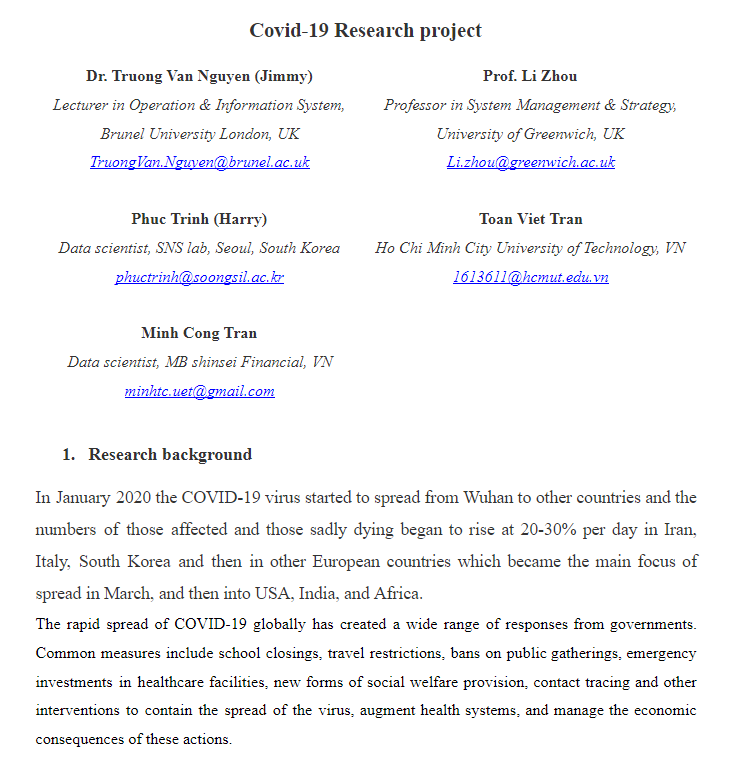 Covid-19 Research project
Dr. Truong Van Nguyen (Jimmy)
Lecturer in Operation & Information System,
Brunel University London, UK
TruongVan.Nguyen@brunel.ac.uk
Prof. Li Zhou
Professor in System Management & Strategy,
University of Greenwich, UK
Li.zhou@greenwich.ac.uk
Phuc Trinh (Harry)
Data scientist, SNS lab, Seoul, South Korea
phuctrinh@soongsil.ac.kr
Toan Viet Tran
Ho Chi Minh City University of Technology, VN
1613611@hcmut.edu.vn
Minh Cong Tran
Data scientist, MB shinsei Financial, VN
minhtc.uet@gmail.com
1. Research background
In January 2020 the COVID-19 virus started to spread from Wuhan to other countries and the
numbers of those affected and those sadly dying began to rise at 20-30% per day in Iran,
Italy, South Korea and then in other European countries which became the main focus of
spread in March, and then into USA, India, and Africa.
The rapid spread of COVID-19 globally has created a wide range of responses from governments.
Common measures include school closings, travel restrictions, bans on public gatherings, emergency
investments in healthcare facilities, new forms of social welfare provision, contact tracing and other
interventions to contain the spread of the virus, augment health systems, and manage the economic
consequences of these actions.